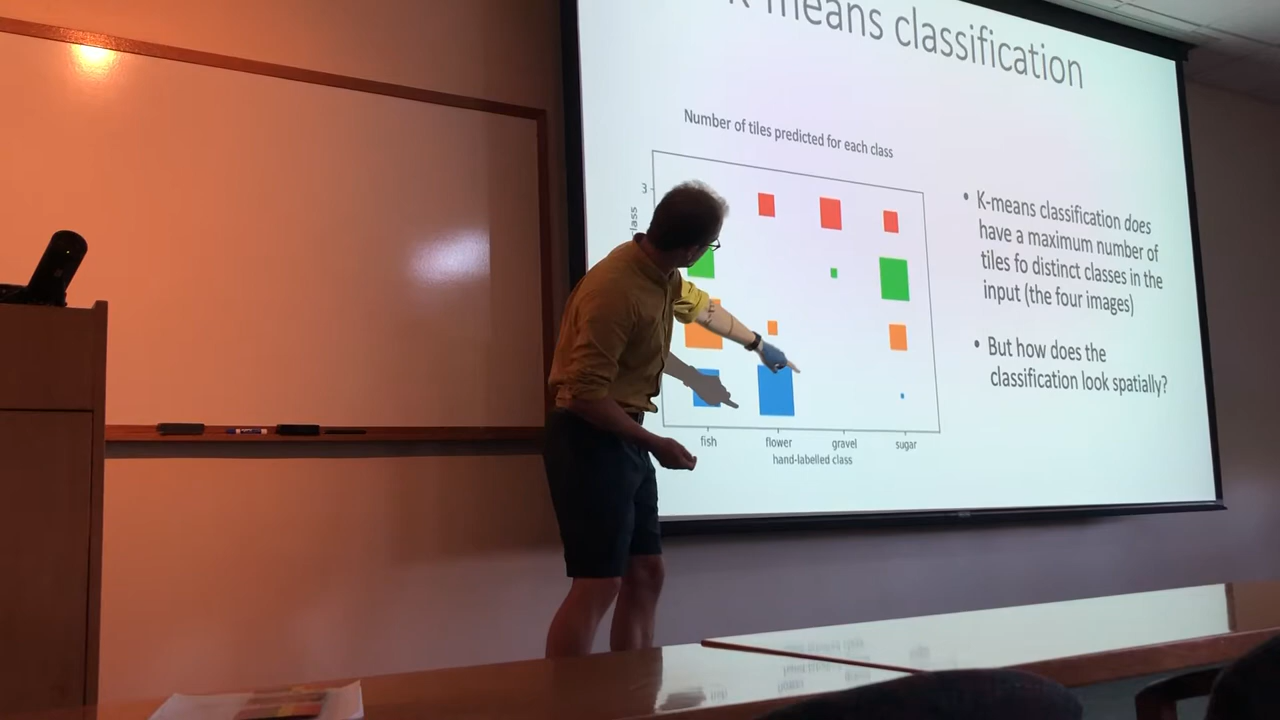 means classification
Number of tiles predicted for each class
3
class
fish flower gravel sugar
hand-labelled class
• K-means classification does
have a maximum number of
tiles fo distinct classes in the
input (the four images)
• But how does the
classification look spatially?